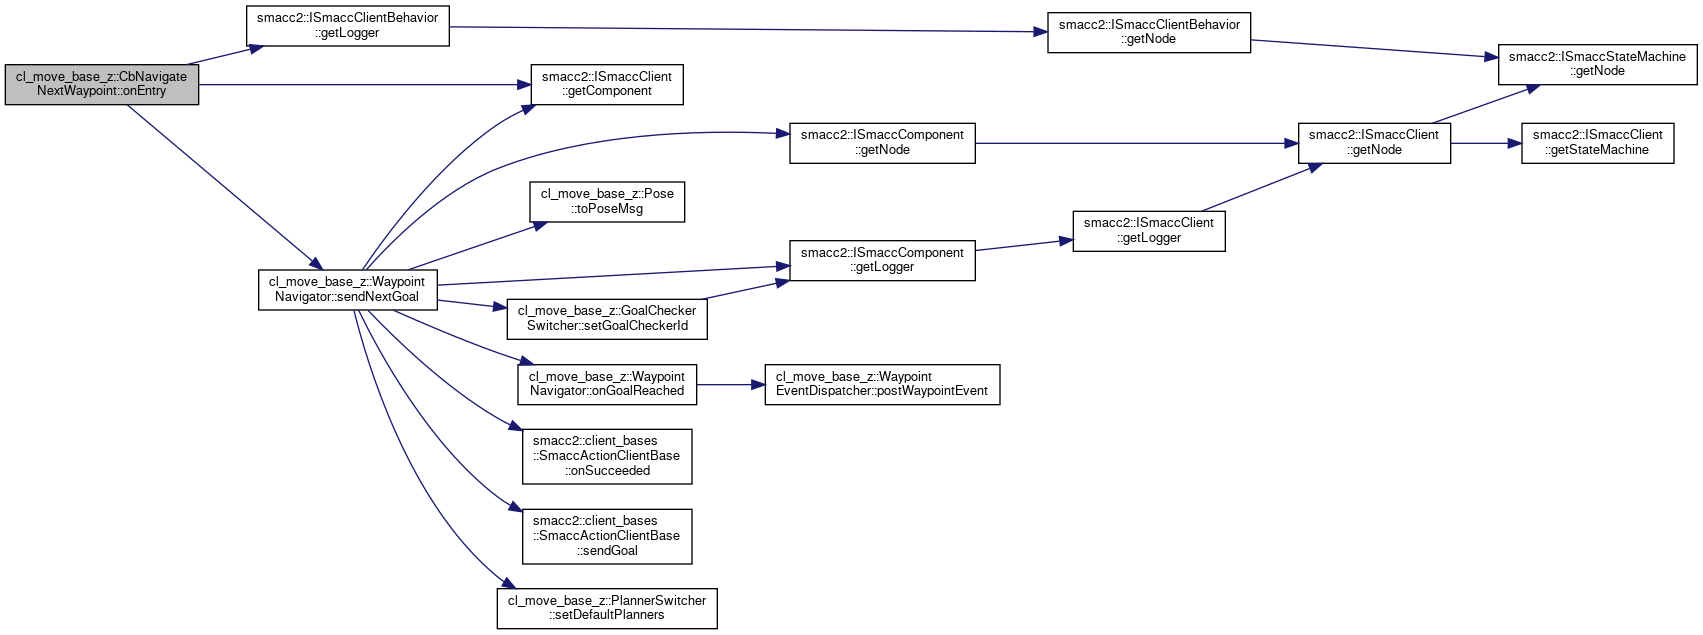 smacc2::ISmaccClientBehavior
::getLogger
smacc2::ISmaccClientBehavior
::getNode
smacc2::ISmaccStateMachine
::getNode
cl_move_base_z::CbNavigate
NextWaypoint::onEntry
smacc2::ISmaccClient
::getComponent
smacc2::ISmaccComponent
::getNode
smacc2::ISmaccClient
::getNode
smacc2::ISmaccClient
::getStateMachine
cl_move_base_z::Pose
::toPoseMsg
smacc2::ISmaccClient
::getLogger
smacc2::ISmaccComponent
::getLogger
cl_move_base_z::Waypoint
Navigator::sendNextGoal
cl_move_base_z::GoalChecker
Switcher::setGoalCheckerId
cl_move_base_z::Waypoint
Navigator::onGoalReached
cl_move_base_z::Waypoint
EventDispatcher::postWaypointEvent
smacc2::client_bases
::SmaccActionClientBase
::onSucceeded
smacc2::client_bases
::SmaccActionClientBase
::sendGoal
cl_move_base_z::PlannerSwitcher
::setDefaultPlanners